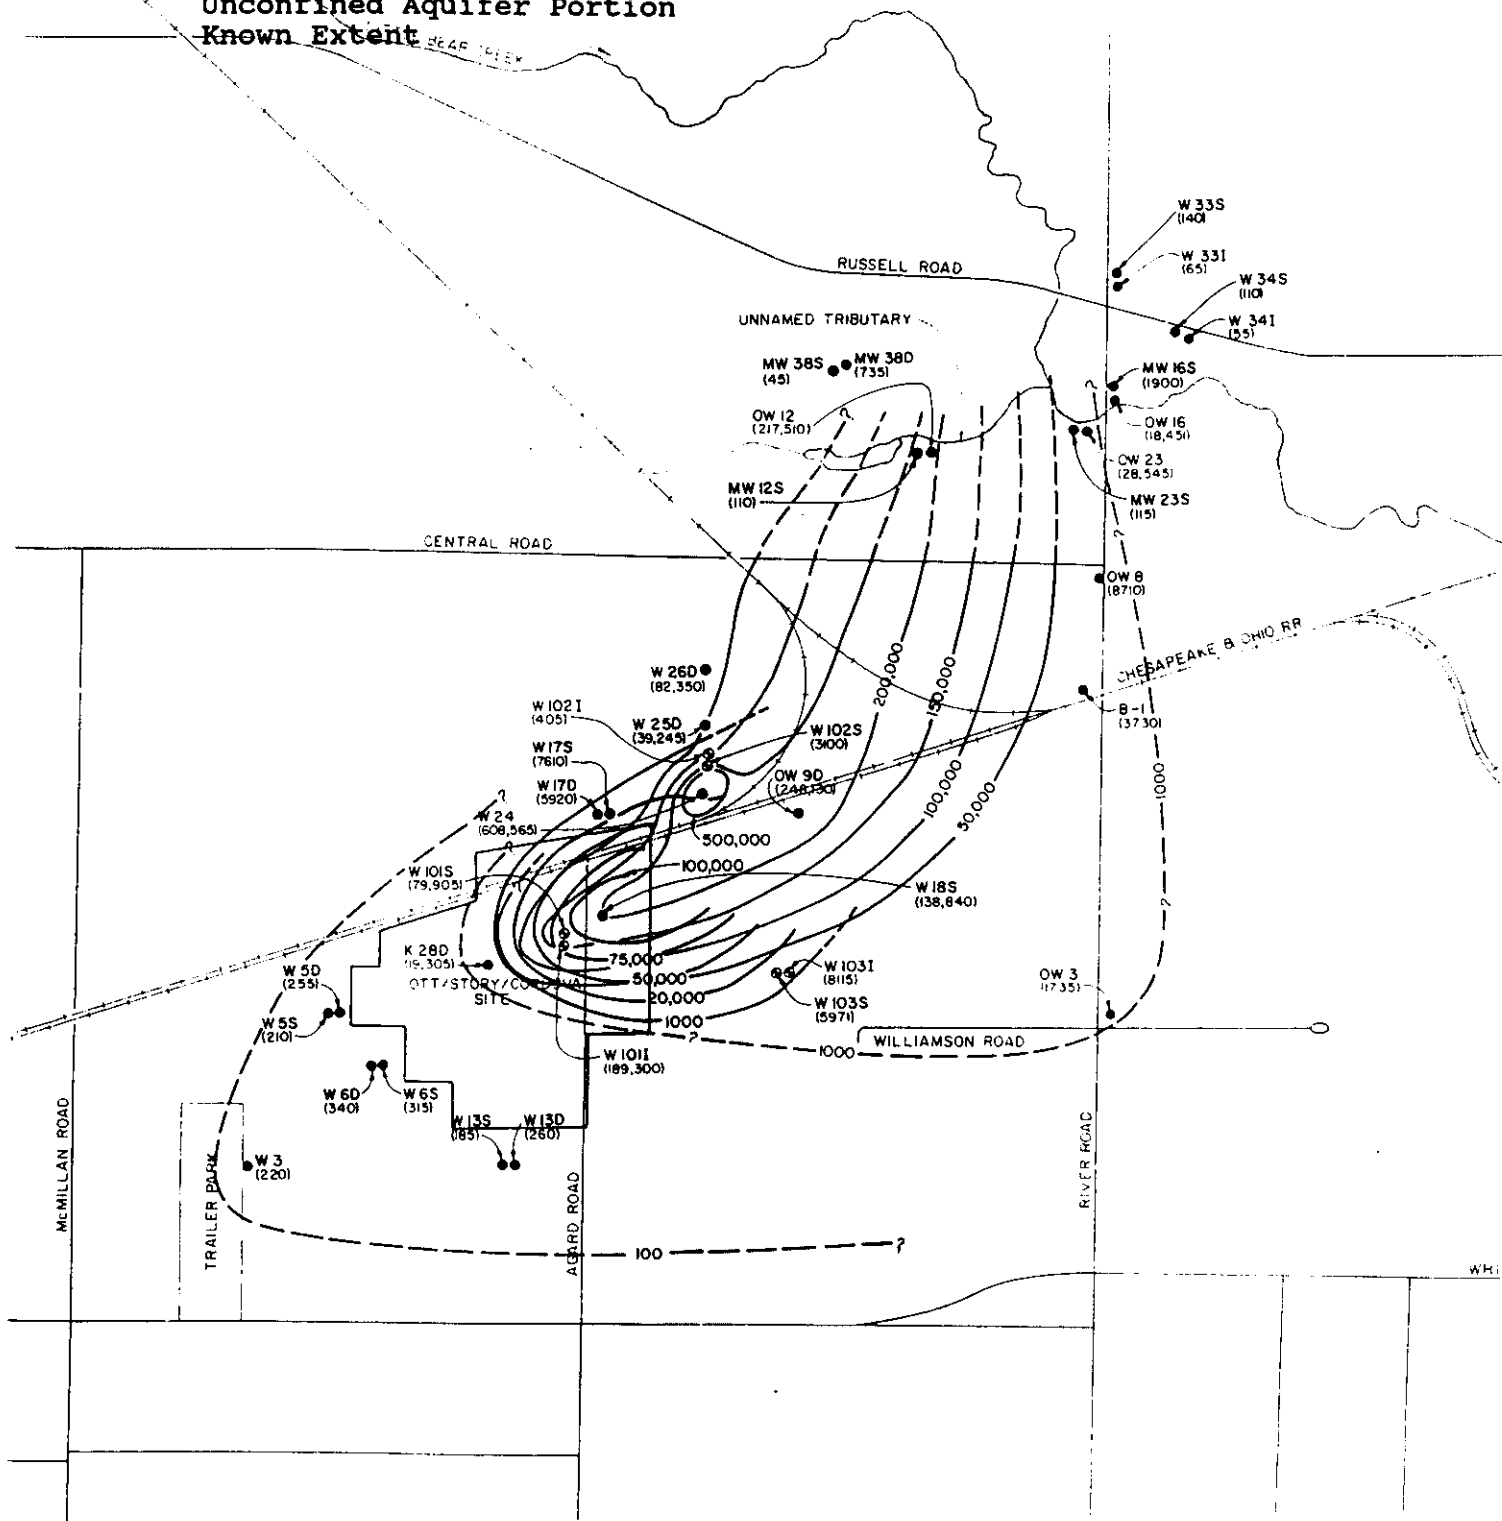 Unconfined Aquifer Portion
Known Extent
BEAR CREEK
W 33S
(140)
W 33I
(65)
RUSSELL ROAD
W 34S
(110)
W 34I
(55)
UNNAMED TRIBUTARY
MW 38S
(45)
MW 38D
(735)
MW 16S
(1900)
?
?
OW 12
(217,510)
OW 16
(18,451)
OW 23
(28,545)
MW 12S
(110)
MW 23S
(115)
?
CENTRAL ROAD
OW 8
(8710)
CHESAPEAKE & OHIO RR
W 26D
(82,350)
200,000
150,000
W 102I
(405)
W 25D
(39,245)
W 102S
(3100)
B-1
(3730)
W 17S
(7610)
W 17D
(5920)
OW 9D
100,000
50,000
1000
?
W 24
(608,565)
500,000
?
100,000
W 101S
(79,905)
?
W 18S
(138,840)
?
K 28D
(19,305)
75,000
W 103I
(8115)
W 5D
(255)
OTT/STORY/CORDOVA
SITE
50,000
20,000
W 103S
(5971)
OW 3
(1735)
W 5S
(210)
1000
?
1000
WILLIAMSON ROAD
W 101I
(189,300)
W 6D
(340)
W 6S
(315)
W 13S
(185)
W 13D
(260)
McMILLAN ROAD
TRAILER PARK
W 3
(220)
AGARD ROAD
RIVER ROAD
100
?
WHI